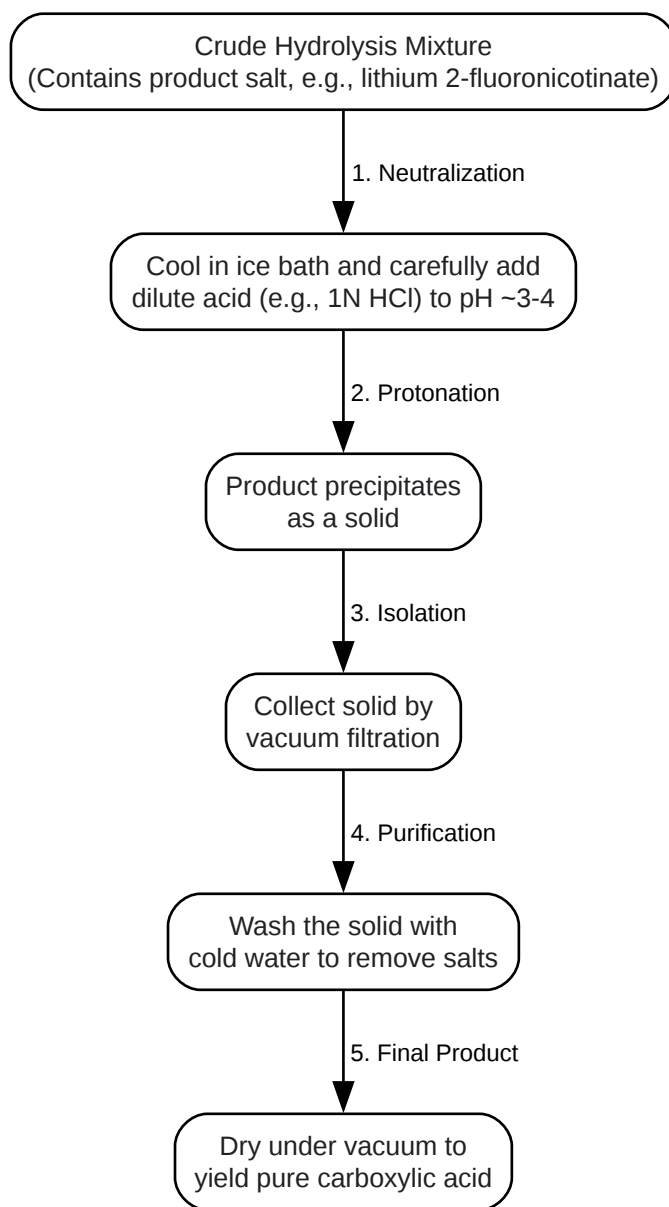 Crude Hydrolysis Mixture
(Contains product salt, e.g., lithium 2-fluoronicotinate)
1. Neutralization
Cool in ice bath and carefully add
dilute acid (e.g., 1N HCl) to pH ~3-4
2. Protonation
Product precipitates
as a solid
3. Isolation
Collect solid by
vacuum filtration
4. Purification
Wash the solid with
cold water to remove salts
5. Final Product
Dry under vacuum to
yield pure carboxylic acid